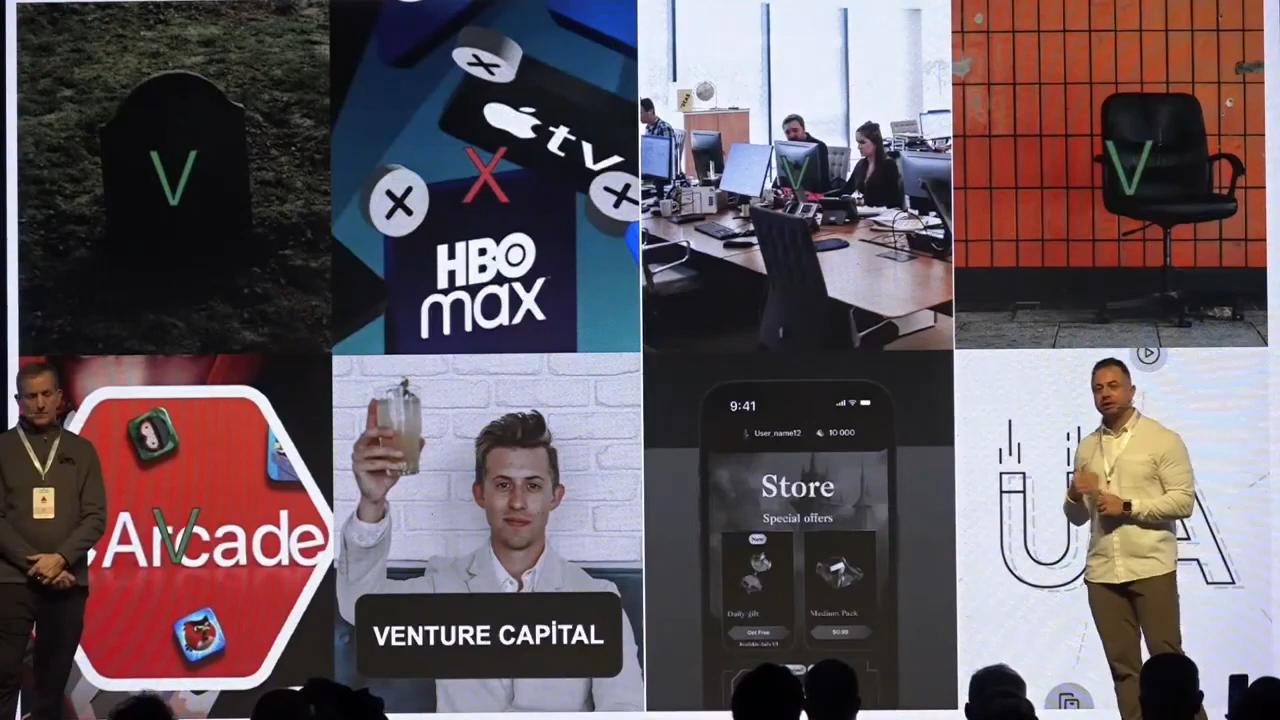 V
tv
X
HBO
max
V
V
Arcade
V
VENTURE CAPİTAL
9:41
User_name12
10 000
Store
Special offers
New
Daily gift
Medium Pack
Get Free
$0.99
UA